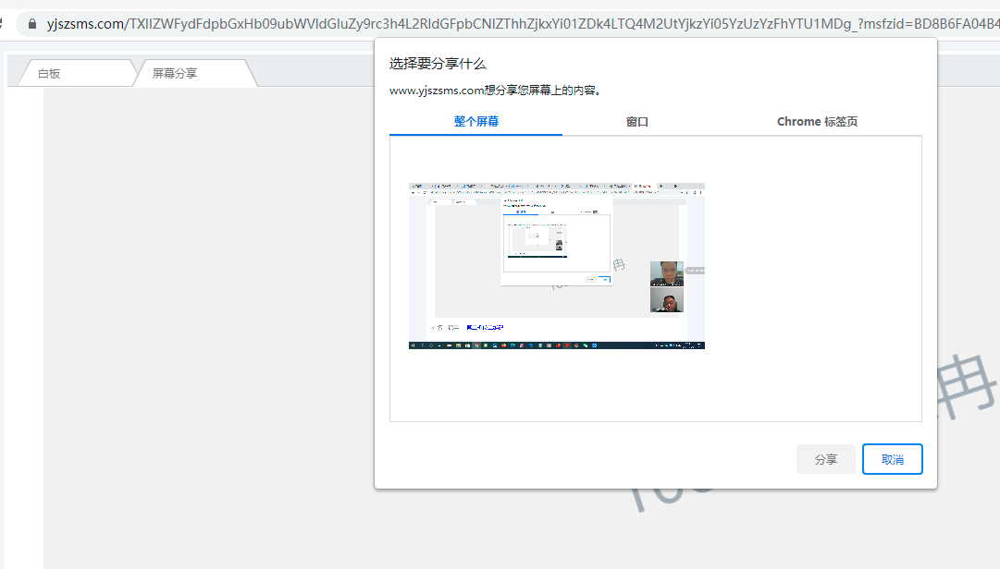 yjszsms.com/TXlIZWFydFdpbGxHb09ubWVldGluZy9rc3h4L2RldGFpbCNlZThhZjkxYi01ZDk4LTQ4M2UtYjkzYi05YzUzYzFhYTU1MDg_?msfzid=BD8B6FA04B4
白板
屏幕分享
选择要分享什么
www.yjszsms.com想分享您屏幕上的内容。
整个屏幕
窗口
Chrome 标签页
分享
取消
冉